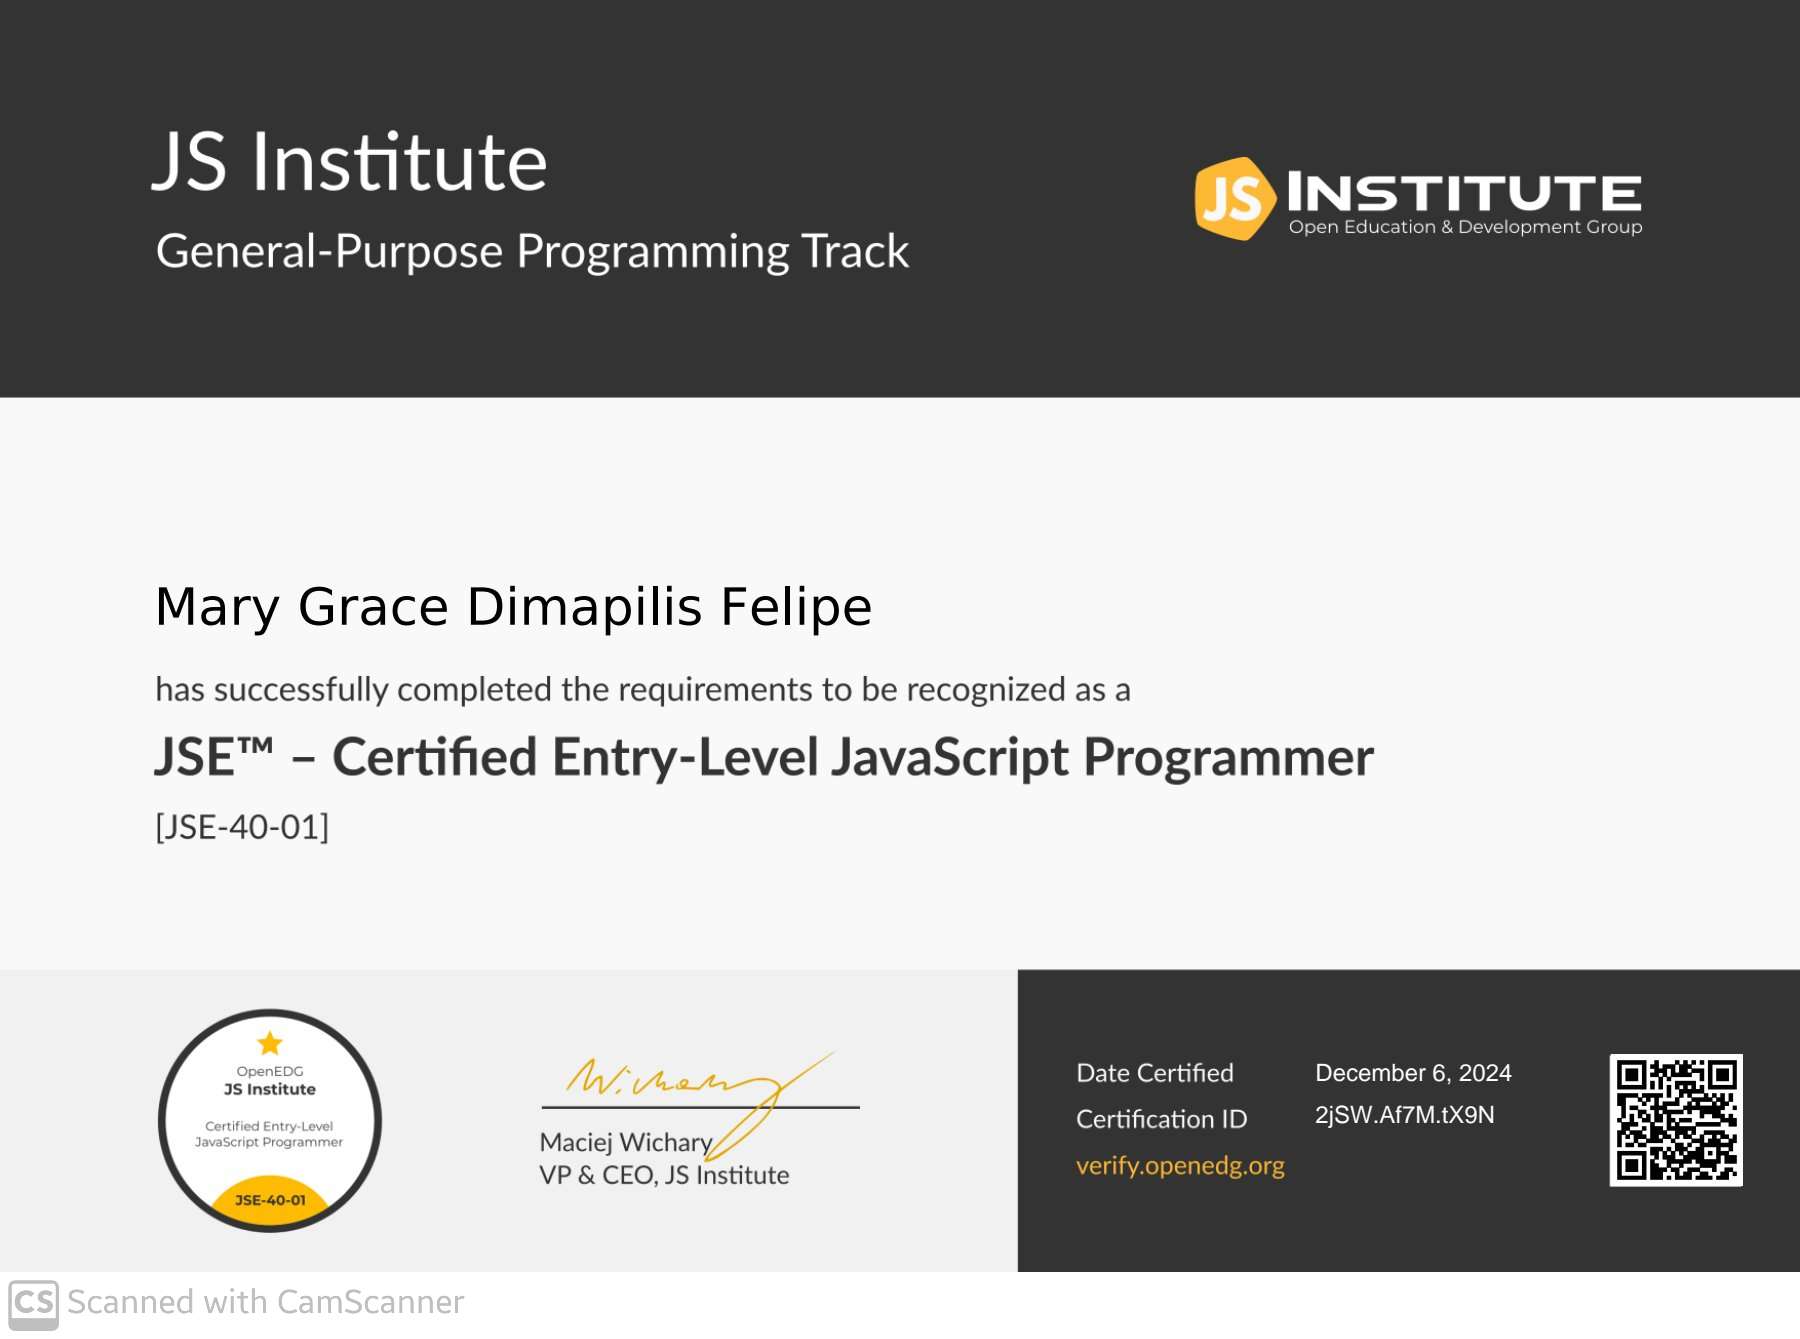 JS Institute
General-Purpose Programming Track
JS INSTITUTE
Open Education & Development Group
Mary Grace Dimapilis Felipe
has successfully completed the requirements to be recognized as a
JSE™ – Certified Entry-Level JavaScript Programmer
[JSE-40-01]
OpenEDG
JS Institute
Certified Entry-Level
JavaScript Programmer
JSE-40-01
W.chary
Maciej Wichary
VP & CEO, JS Institute
Date Certified December 6, 2024
Certification ID 2jSW.Af7M.tX9N
verify.openedg.org
CS Scanned with CamScanner